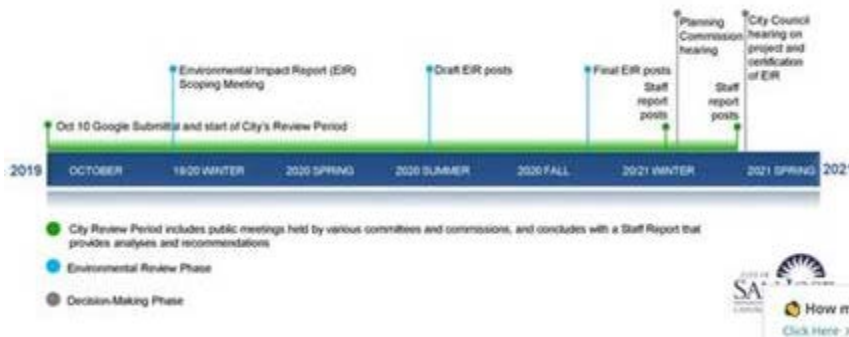 Planning
Commission
hearing
City Council
hearing on
project and
certification
of EIR
Environmental Impact Report (EIR)
Scoping Meeting
Draft EIR posts
Final EIR posts
Staff
report
posts
Staff
report
posts
Oct 10 Google Submittal and start of City's Review Period
2019 OCTOBER 19/20 WINTER 2020 SPRING 2020 SUMMER 2020 FALL 20/21 WINTER 2021 SPRING 2021
City Review Period includes public meetings held by various committees and commissions, and concludes with a Staff Report that
provides analyses and recommendations
Environmental Review Phase
Decision-Making Phase
CITY OF
How m
Click Here